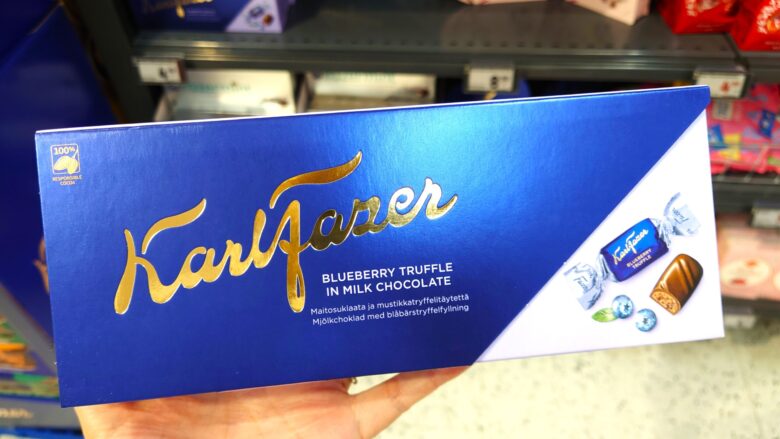 100%
RESPONSIBLE
COCOA
Karl Fazer
BLUEBERRY TRUFFLE
IN MILK CHOCOLATE
Maitosuklaata ja mustikkatryffelitäytettä
Mjölkchoklad med blåbärstryffelfyllning
Karl Fazer
BLUEBERRY
TRUFFLE